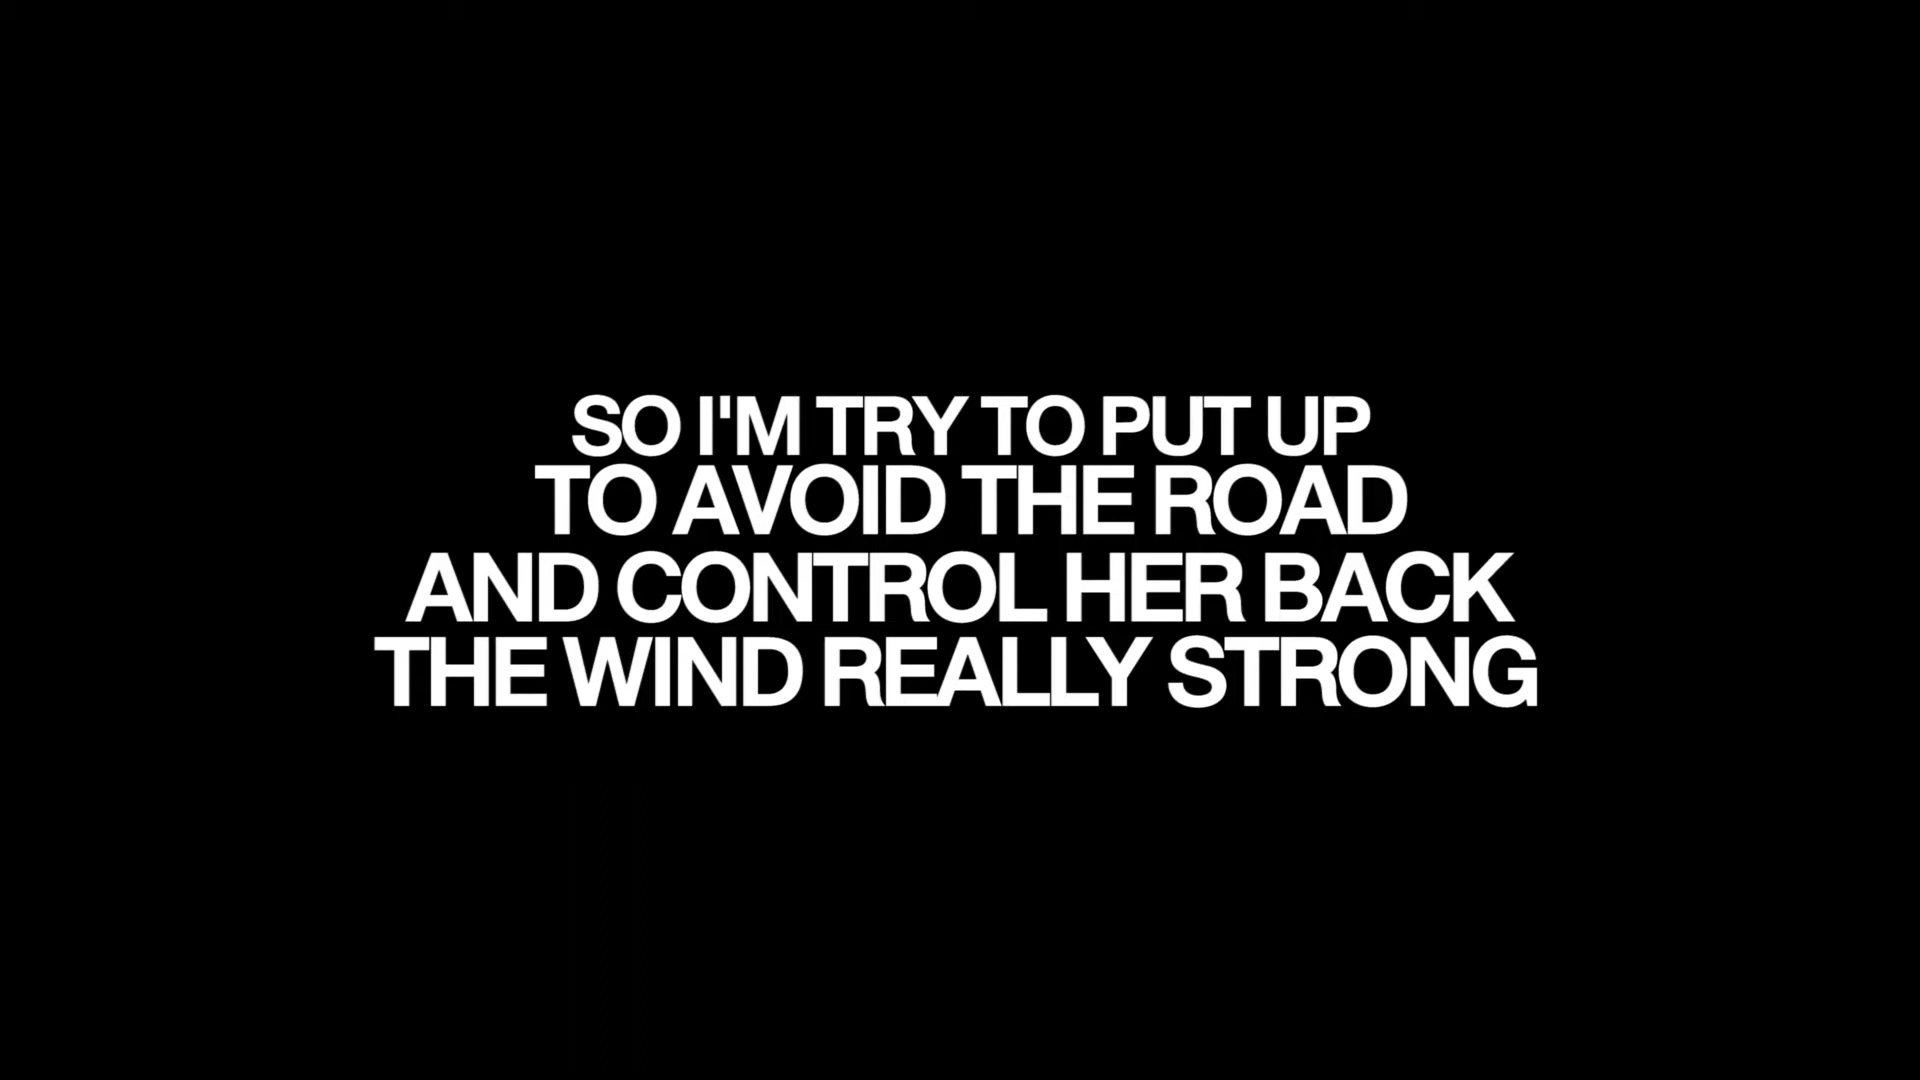 SO I'M TRY TO PUT UP
TO AVOID THE ROAD
AND CONTROL HER BACK
THE WIND REALLY STRONG